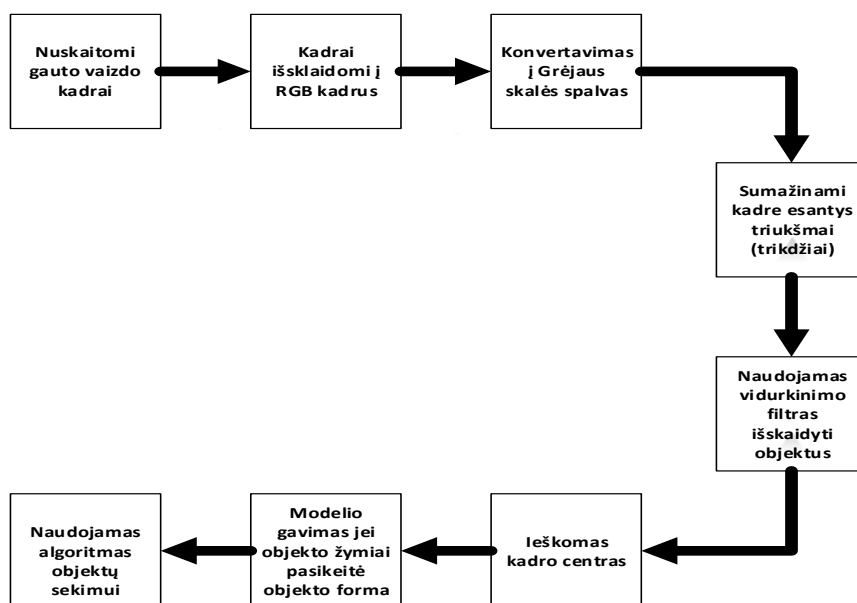 Nuskaitomi
gauto vaizdo
kadrai
Kadrai
išsklaidomi į
RGB kadrus
Konvertavimas
į Grėjaus
skalės spalvas
Sumažinami
kadre esantys
triukšmai
(trikdžiai)
Naudojamas
vidurkinimo
filtras
išskaidyti
objektus
Ieškomas
kadro centras
Modelio
gavimas jei
objekto žymiai
pasikeitė
objekto forma
Naudojamas
algoritmas
objektų
sekimui